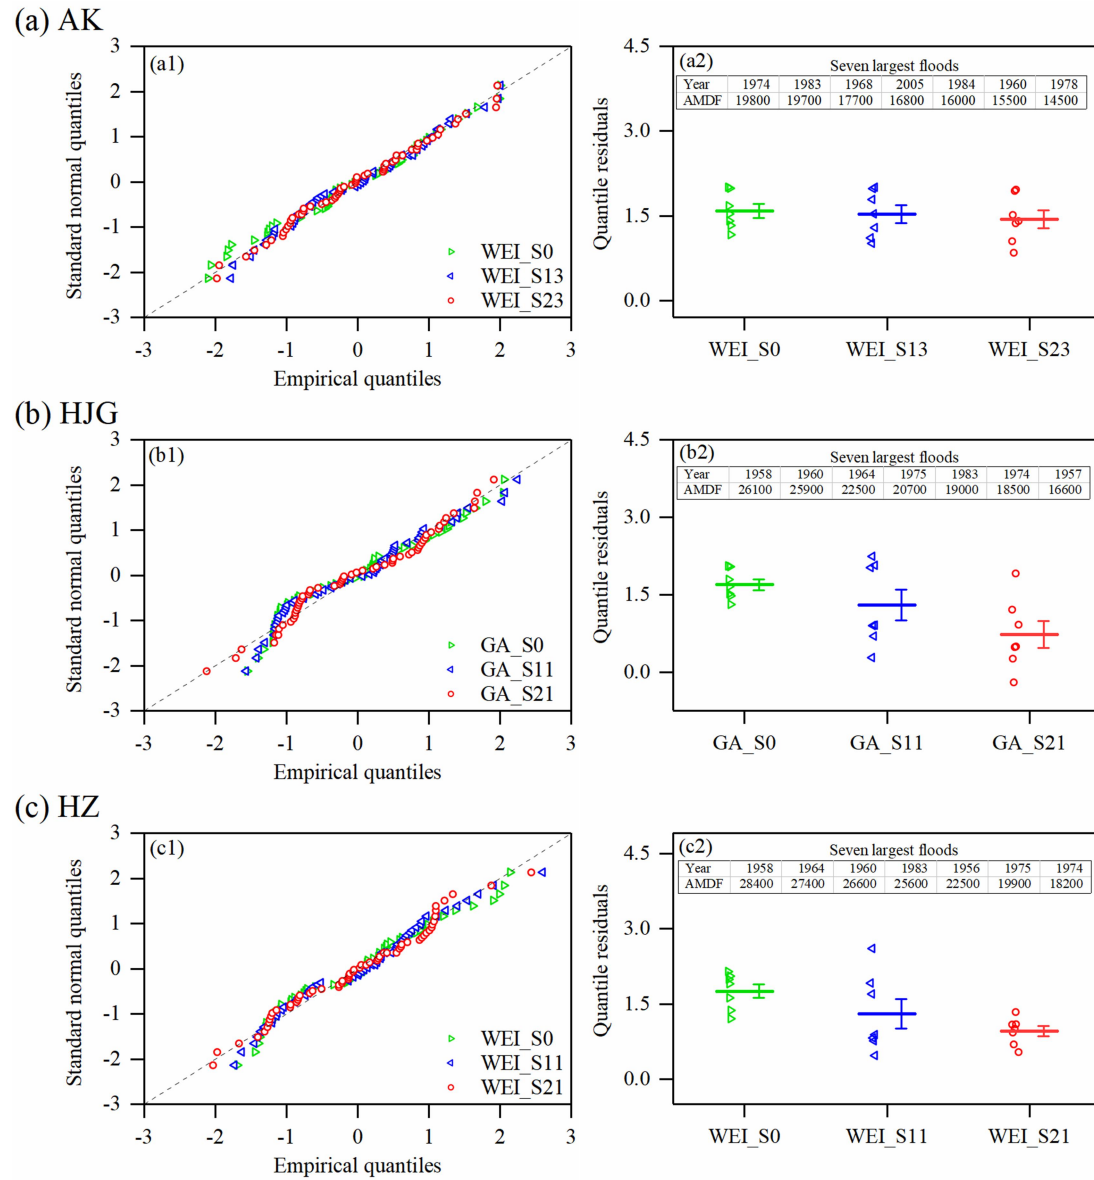 (a) AK
(a1)
Standard normal quantiles
3
2
1
0
-1
-2
-3
-3 -2 -1 0 1 2 3
Empirical quantiles
WEI_S0
WEI_S13
WEI_S23
(a2)
Quantile residuals
4.5
3.0
1.5
0.0
Seven largest floods
Year 1974 1983 1968 2005 1984 1960 1978
AMDF 19800 19700 17700 16800 16000 15500 14500
WEI_S0 WEI_S13 WEI_S23
(b) HJG
(b1)
Standard normal quantiles
3
2
1
0
-1
-2
-3
-3 -2 -1 0 1 2 3
Empirical quantiles
GA_S0
GA_S11
GA_S21
(b2)
Quantile residuals
4.5
3.0
1.5
0.0
Seven largest floods
Year 1958 1960 1964 1975 1983 1974 1957
AMDF 26100 25900 22500 20700 19000 18500 16600
GA_S0 GA_S11 GA_S21
(c) HZ
(c1)
Standard normal quantiles
3
2
1
0
-1
-2
-3
-3 -2 -1 0 1 2 3
Empirical quantiles
WEI_S0
WEI_S11
WEI_S21
(c2)
Quantile residuals
4.5
3.0
1.5
0.0
Seven largest floods
Year 1958 1964 1960 1983 1956 1975 1974
AMDF 28400 27400 26600 25600 22500 19900 18200
WEI_S0 WEI_S11 WEI_S21